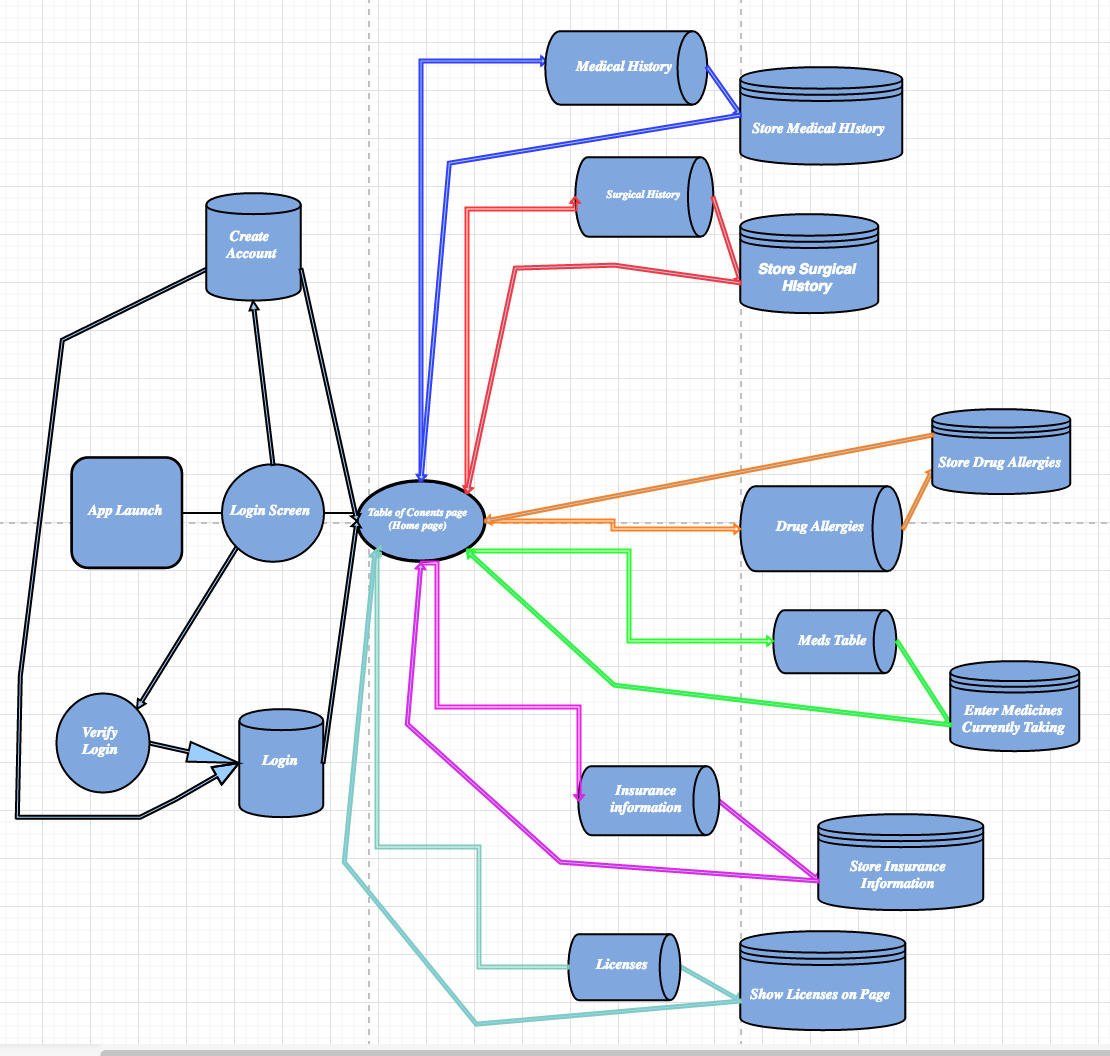 Medical History
Store Medical HIstory
Surgical History
Store Surgical
HIstory
Create
Account
App Launch
Login Screen
Table of Conents page
(Home page)
Store Drug Allergies
Drug Allergies
Meds Table
Enter Medicines
Currently Taking
Verify
Login
Login
Insurance
information
Store Insurance
Information
Licenses
Show Licenses on Page